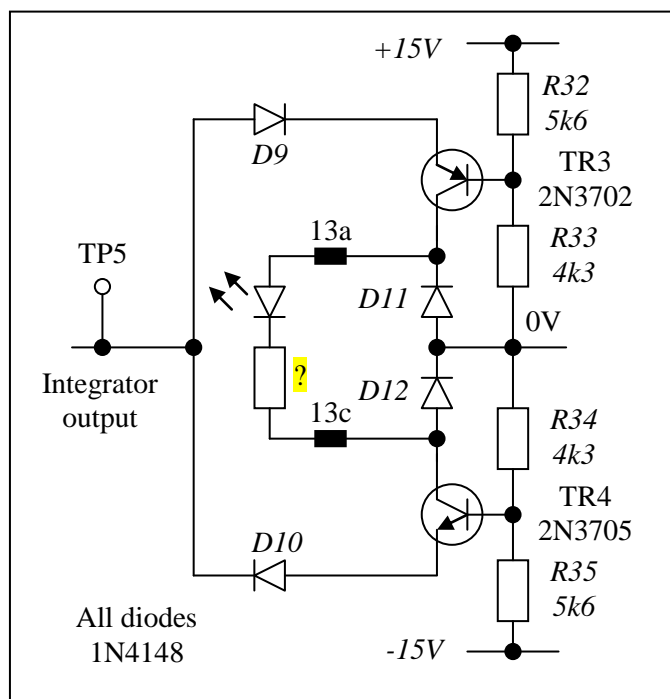 +15V
R32
5k6
D9
TR3
2N3702
13a
R33
4k3
TP5
D11
0V
?
Integrator
output
D12
13c
R34
4k3
TR4
2N3705
D10
R35
5k6
All diodes
1N4148
-15V